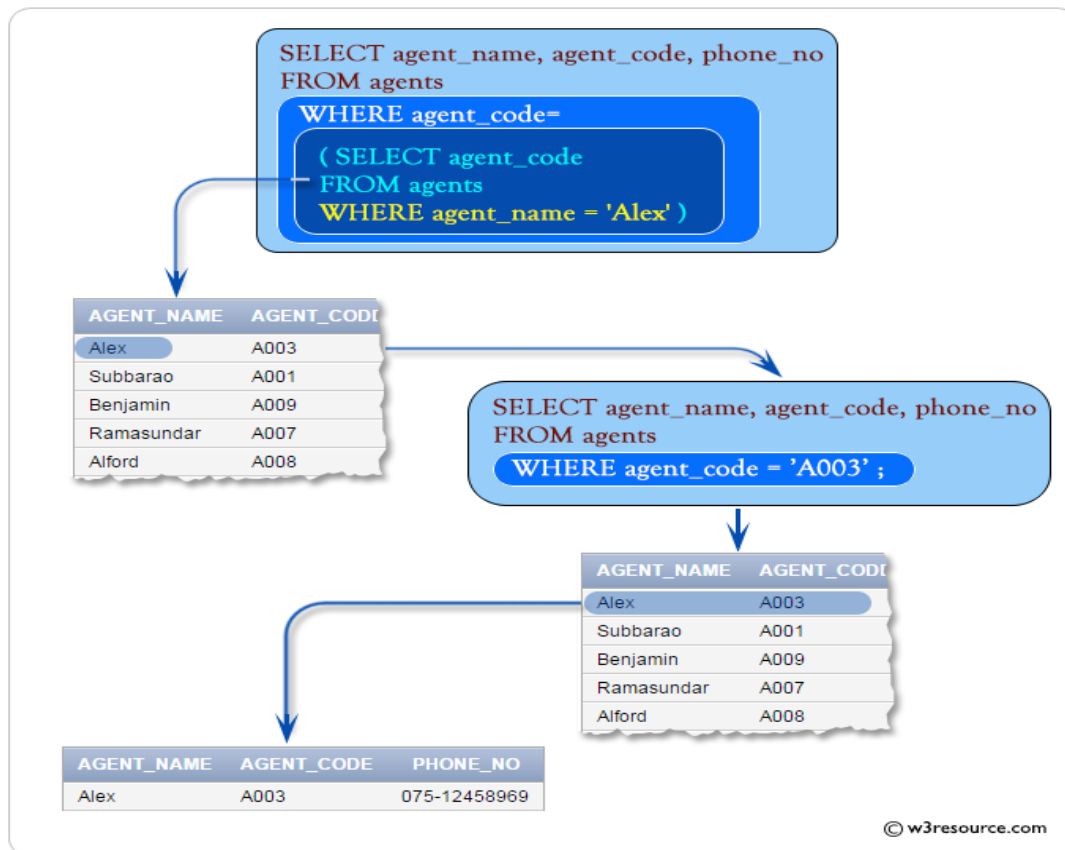 SELECT agent_name, agent_code, phone_no
FROM agents
WHERE agent_code=
( SELECT agent_code
FROM agents
WHERE agent_name = 'Alex' )
AGENT_NAME AGENT_COD
Alex A003
Subbarao A001
Benjamin A009
Ramasundar A007
Alford A008
SELECT agent_name, agent_code, phone_no
FROM agents
WHERE agent_code = ’A003’ ;
AGENT_NAME AGENT_COD
Alex A003
Subbarao A001
Benjamin A009
Ramasundar A007
Alford A008
AGENT_NAME AGENT_CODE PHONE_NO
Alex A003 075-12458969
© w3resource.com